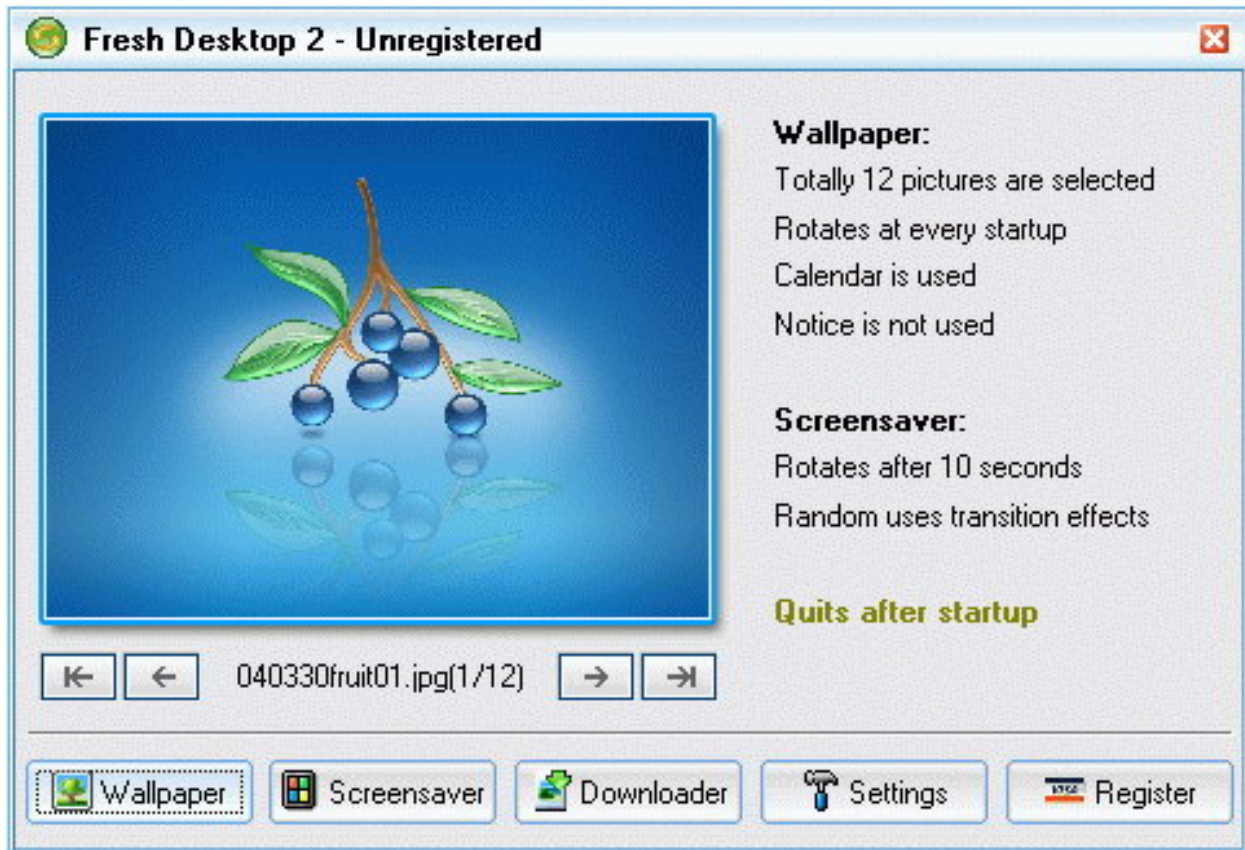 Fresh Desktop 2 - Unregistered
Wallpaper:
Totally 12 pictures are selected
Rotates at every startup
Calendar is used
Notice is not used
Screensaver:
Rotates after 10 seconds
Random uses transition effects
Quits after startup
040330fruit01.jpg(1/12)
Wallpaper
Screensaver
Downloader
Settings
Register